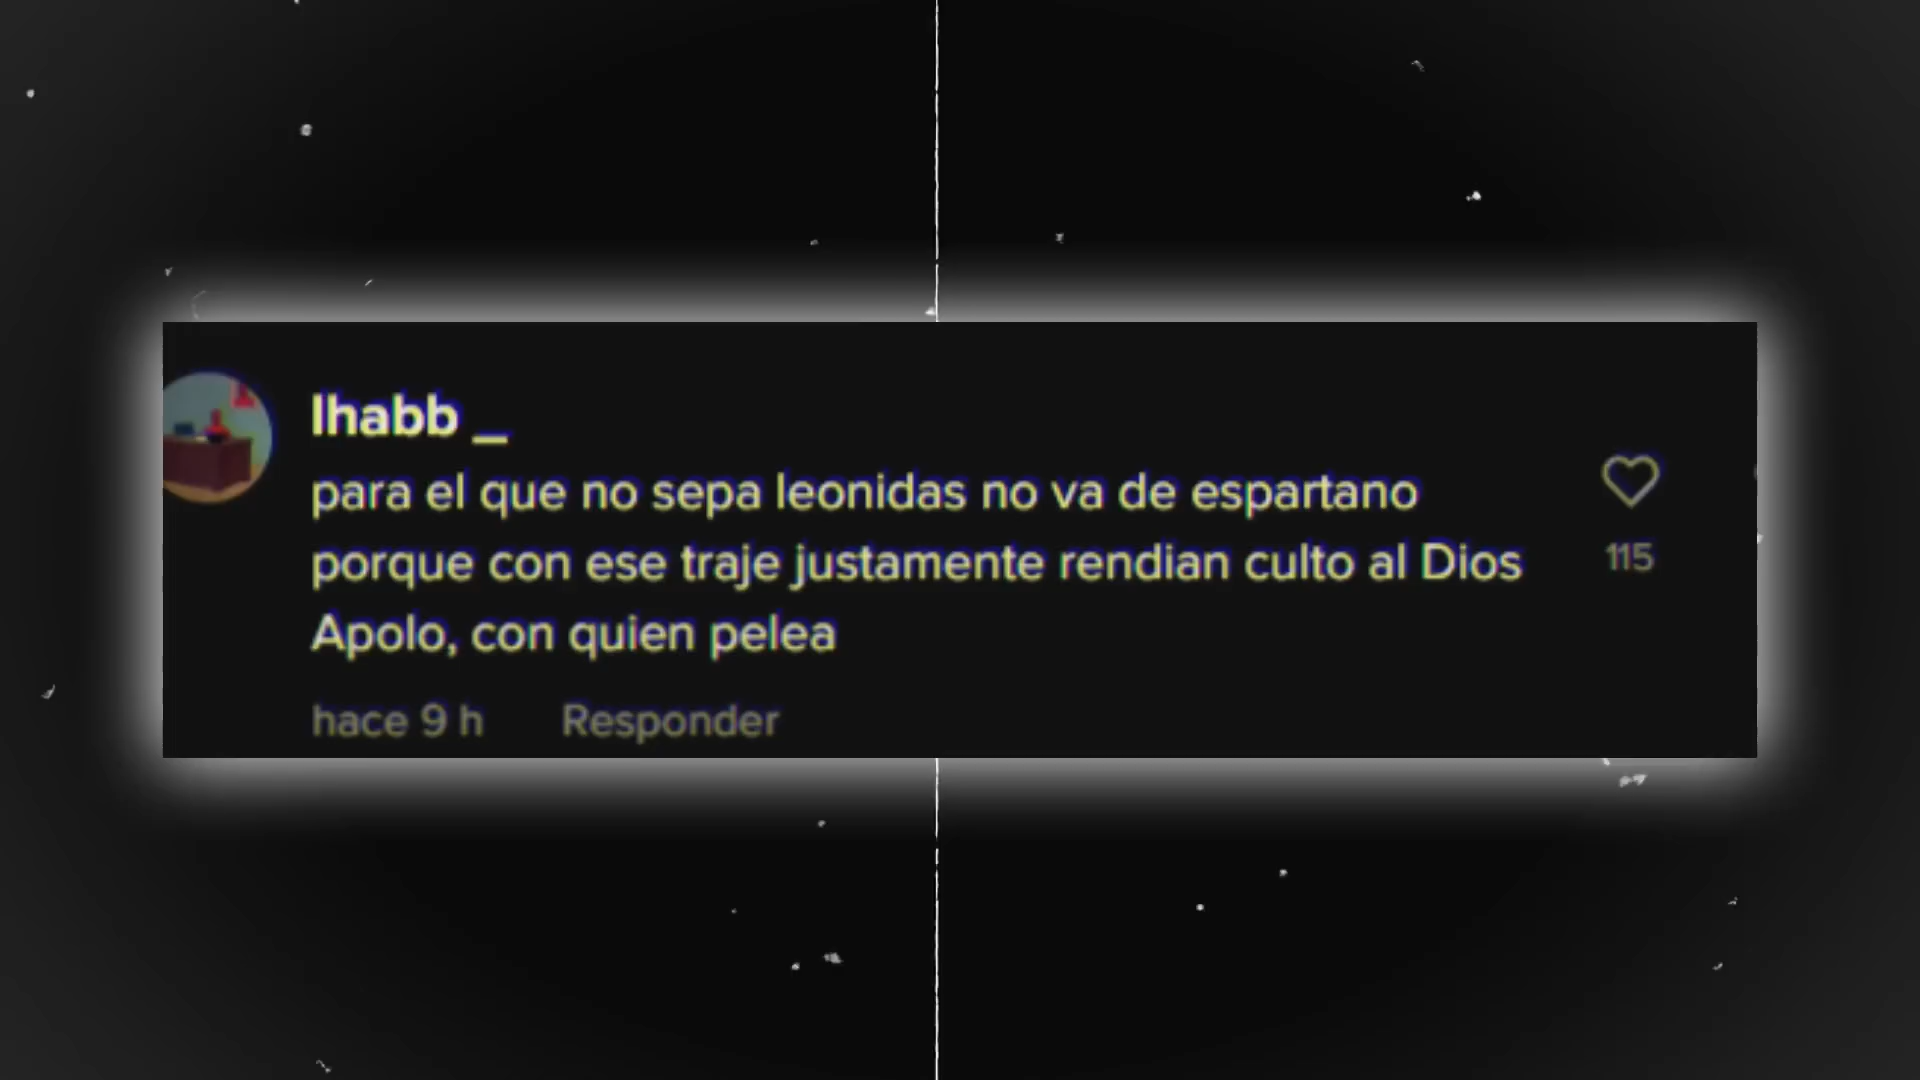 lhabb _
para el que no sepa leonidas no va de espartano
porque con ese traje justamente rendian culto al Dios
Apolo, con quien pelea
115
hace 9 h Responder